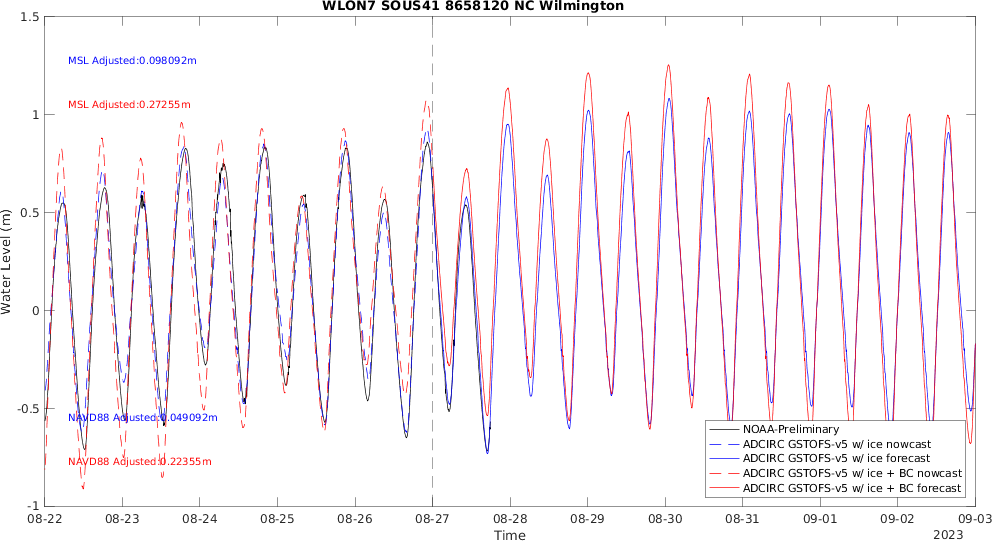 WLON7 SOUS41 8658120 NC Wilmington
1.5
MSL Adjusted:0.098092m
MSL Adjusted:0.27255m
1
0.5
Water Level (m)
0
-0.5
NAVD88 Adjusted:0.049092m
NAVD88 Adjusted:0.22355m
-1
NOAA-Preliminary
ADCIRC GSTOFS-v5 w/ ice nowcast
ADCIRC GSTOFS-v5 w/ ice forecast
ADCIRC GSTOFS-v5 w/ ice + BC nowcast
ADCIRC GSTOFS-v5 w/ ice + BC forecast
08-22 08-23 08-24 08-25 08-26 08-27 08-28 08-29 08-30 08-31 09-01 09-02 09-03
Time
2023